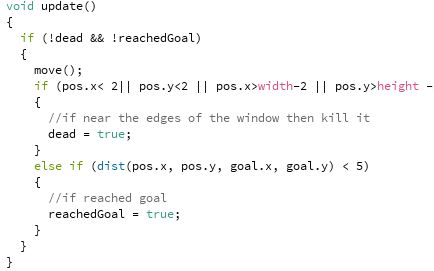 void update()
{
  if (!dead && !reachedGoal)
  {
    move();
    if (pos.x< 2|| pos.y<2 || pos.x>width-2 || pos.y>height -
    {
      //if near the edges of the window then kill it
      dead = true;
    }
    else if (dist(pos.x, pos.y, goal.x, goal.y) < 5)
    {
      //if reached goal
      reachedGoal = true;
    }
  }
}